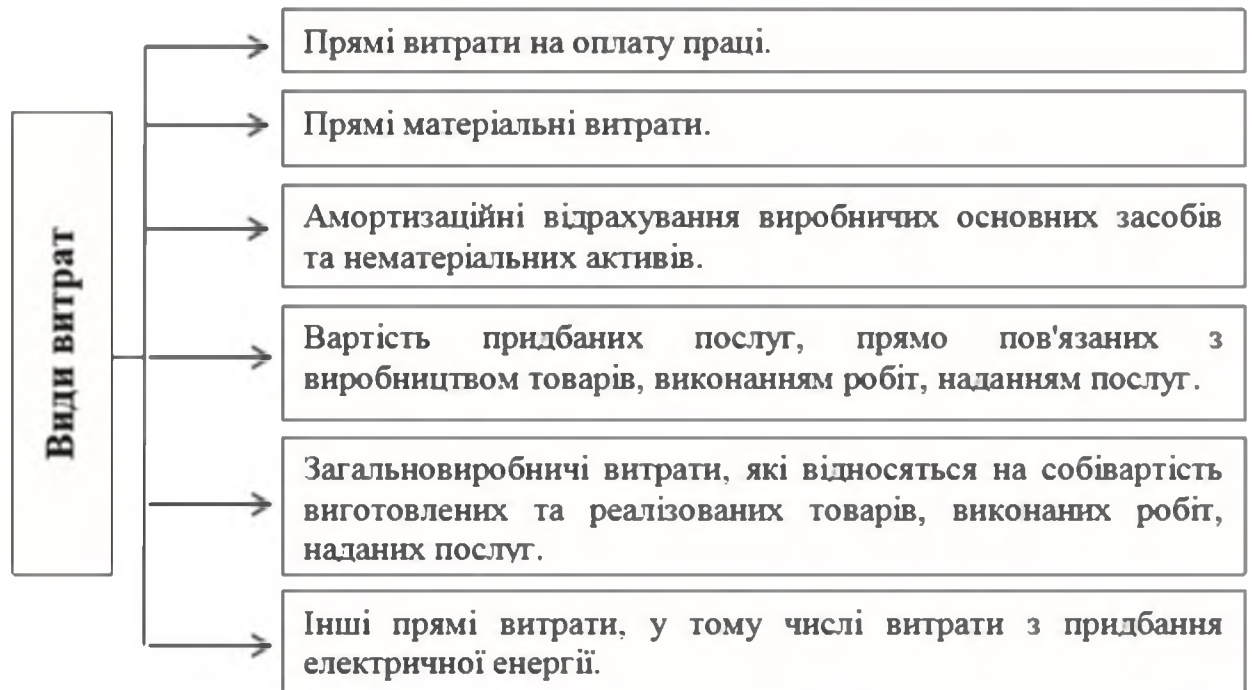 Види витрат
Прямі витрати на оплату праці.
Прямі матеріальні витрати.
Амортизаційні відрахування виробничих основних засобів
та нематеріальних активів.
Вартість придбаних послуг, прямо пов'язаних з
виробництвом товарів, виконанням робіт, наданням послуг.
Загальновиробничі витрати, які відносяться на собівартість
виготовлених та реалізованих товарів, виконаних робіт,
наданих послуг.
Інші прямі витрати, у тому числі витрати з придбання
електричної енергії.